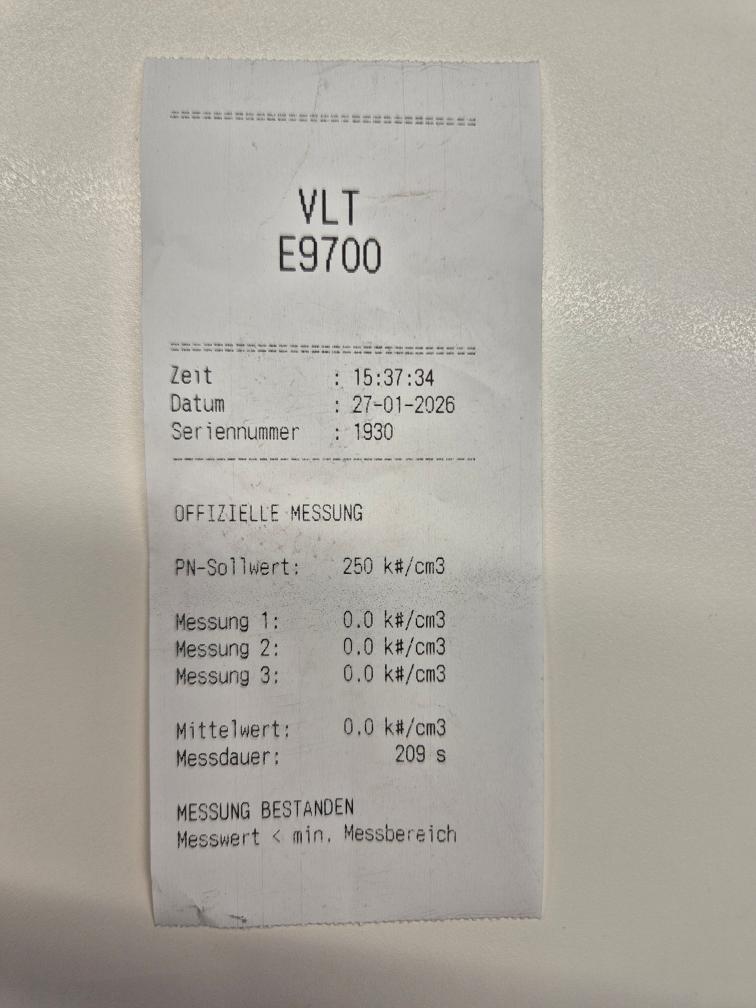 VLT
E9700
Zeit : 15:37:34
Datum : 27-01-2026
Seriennummer : 1930
OFFIZIELLE MESSUNG
PN-Sollwert: 250 k#/cm3
Messung 1: 0.0 k#/cm3
Messung 2: 0.0 k#/cm3
Messung 3: 0.0 k#/cm3
Mittelwert: 0.0 k#/cm3
Messdauer: 209 s
MESSUNG BESTANDEN
Messwert < min. Messbereich